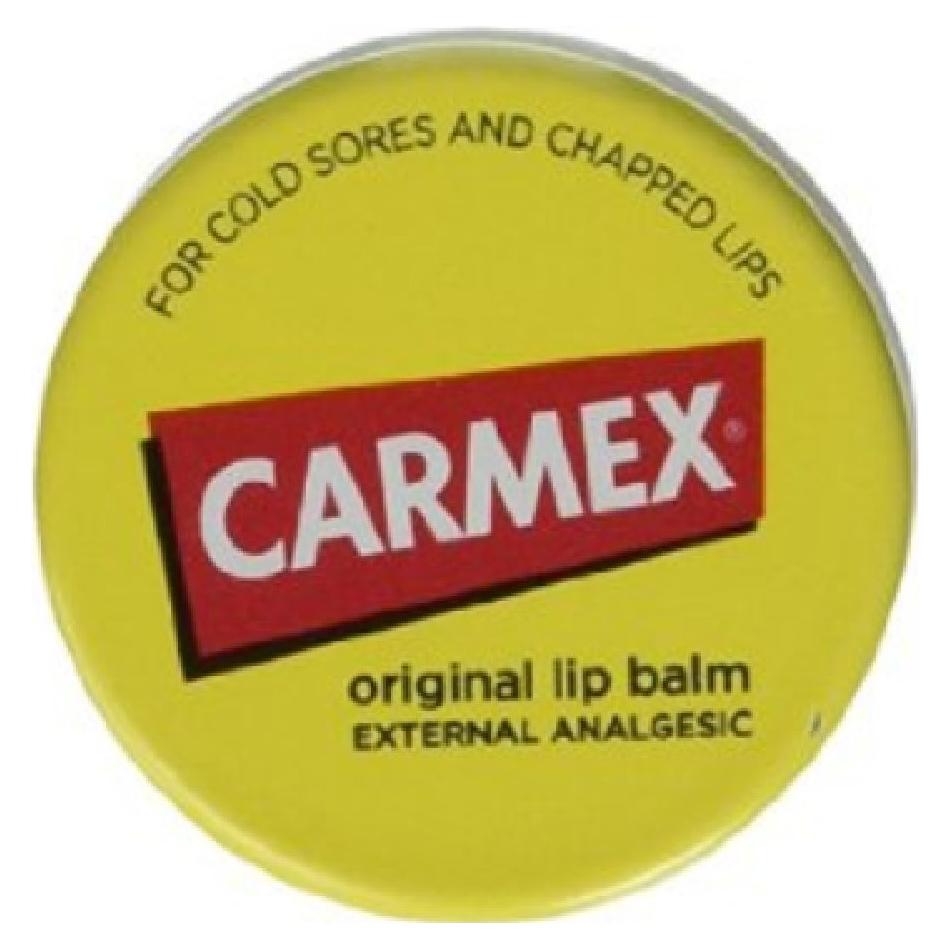 FOR COLD SORES AND CHAPPED LIPS
CARMEX®
original lip balm
EXTERNAL ANALGESIC